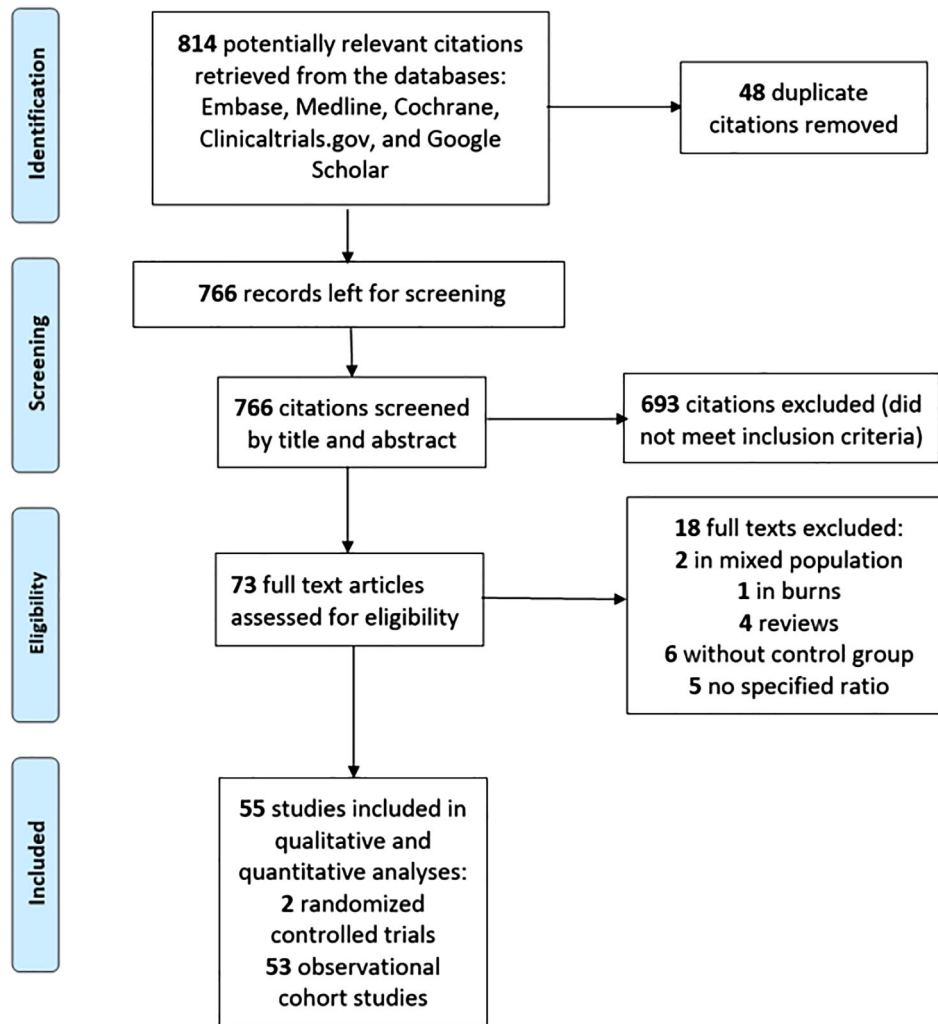 Identification
814 potentially relevant citations
retrieved from the databases:
Embase, Medline, Cochrane,
Clinicaltrials.gov, and Google
Scholar
48 duplicate
citations removed
Screening
766 records left for screening
766 citations screened
by title and abstract
693 citations excluded (did
not meet inclusion criteria)
Eligibility
73 full text articles
assessed for eligibility
18 full texts excluded:
2 in mixed population
1 in burns
4 reviews
6 without control group
5 no specified ratio
Included
55 studies included in
qualitative and
quantitative analyses:
2 randomized
controlled trials
53 observational
cohort studies